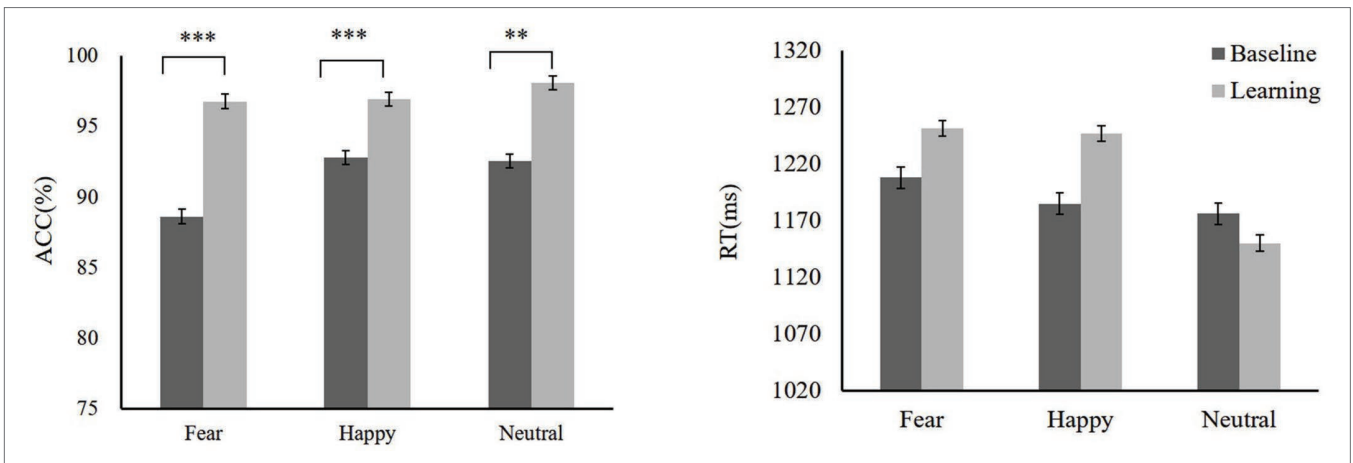 ***
***
**
100
95
90
85
80
75
ACC(%)
Fear Happy Neutral
1320
1270
1220
1170
1120
1070
1020
RT(ms)
Baseline
Learning
Fear Happy Neutral